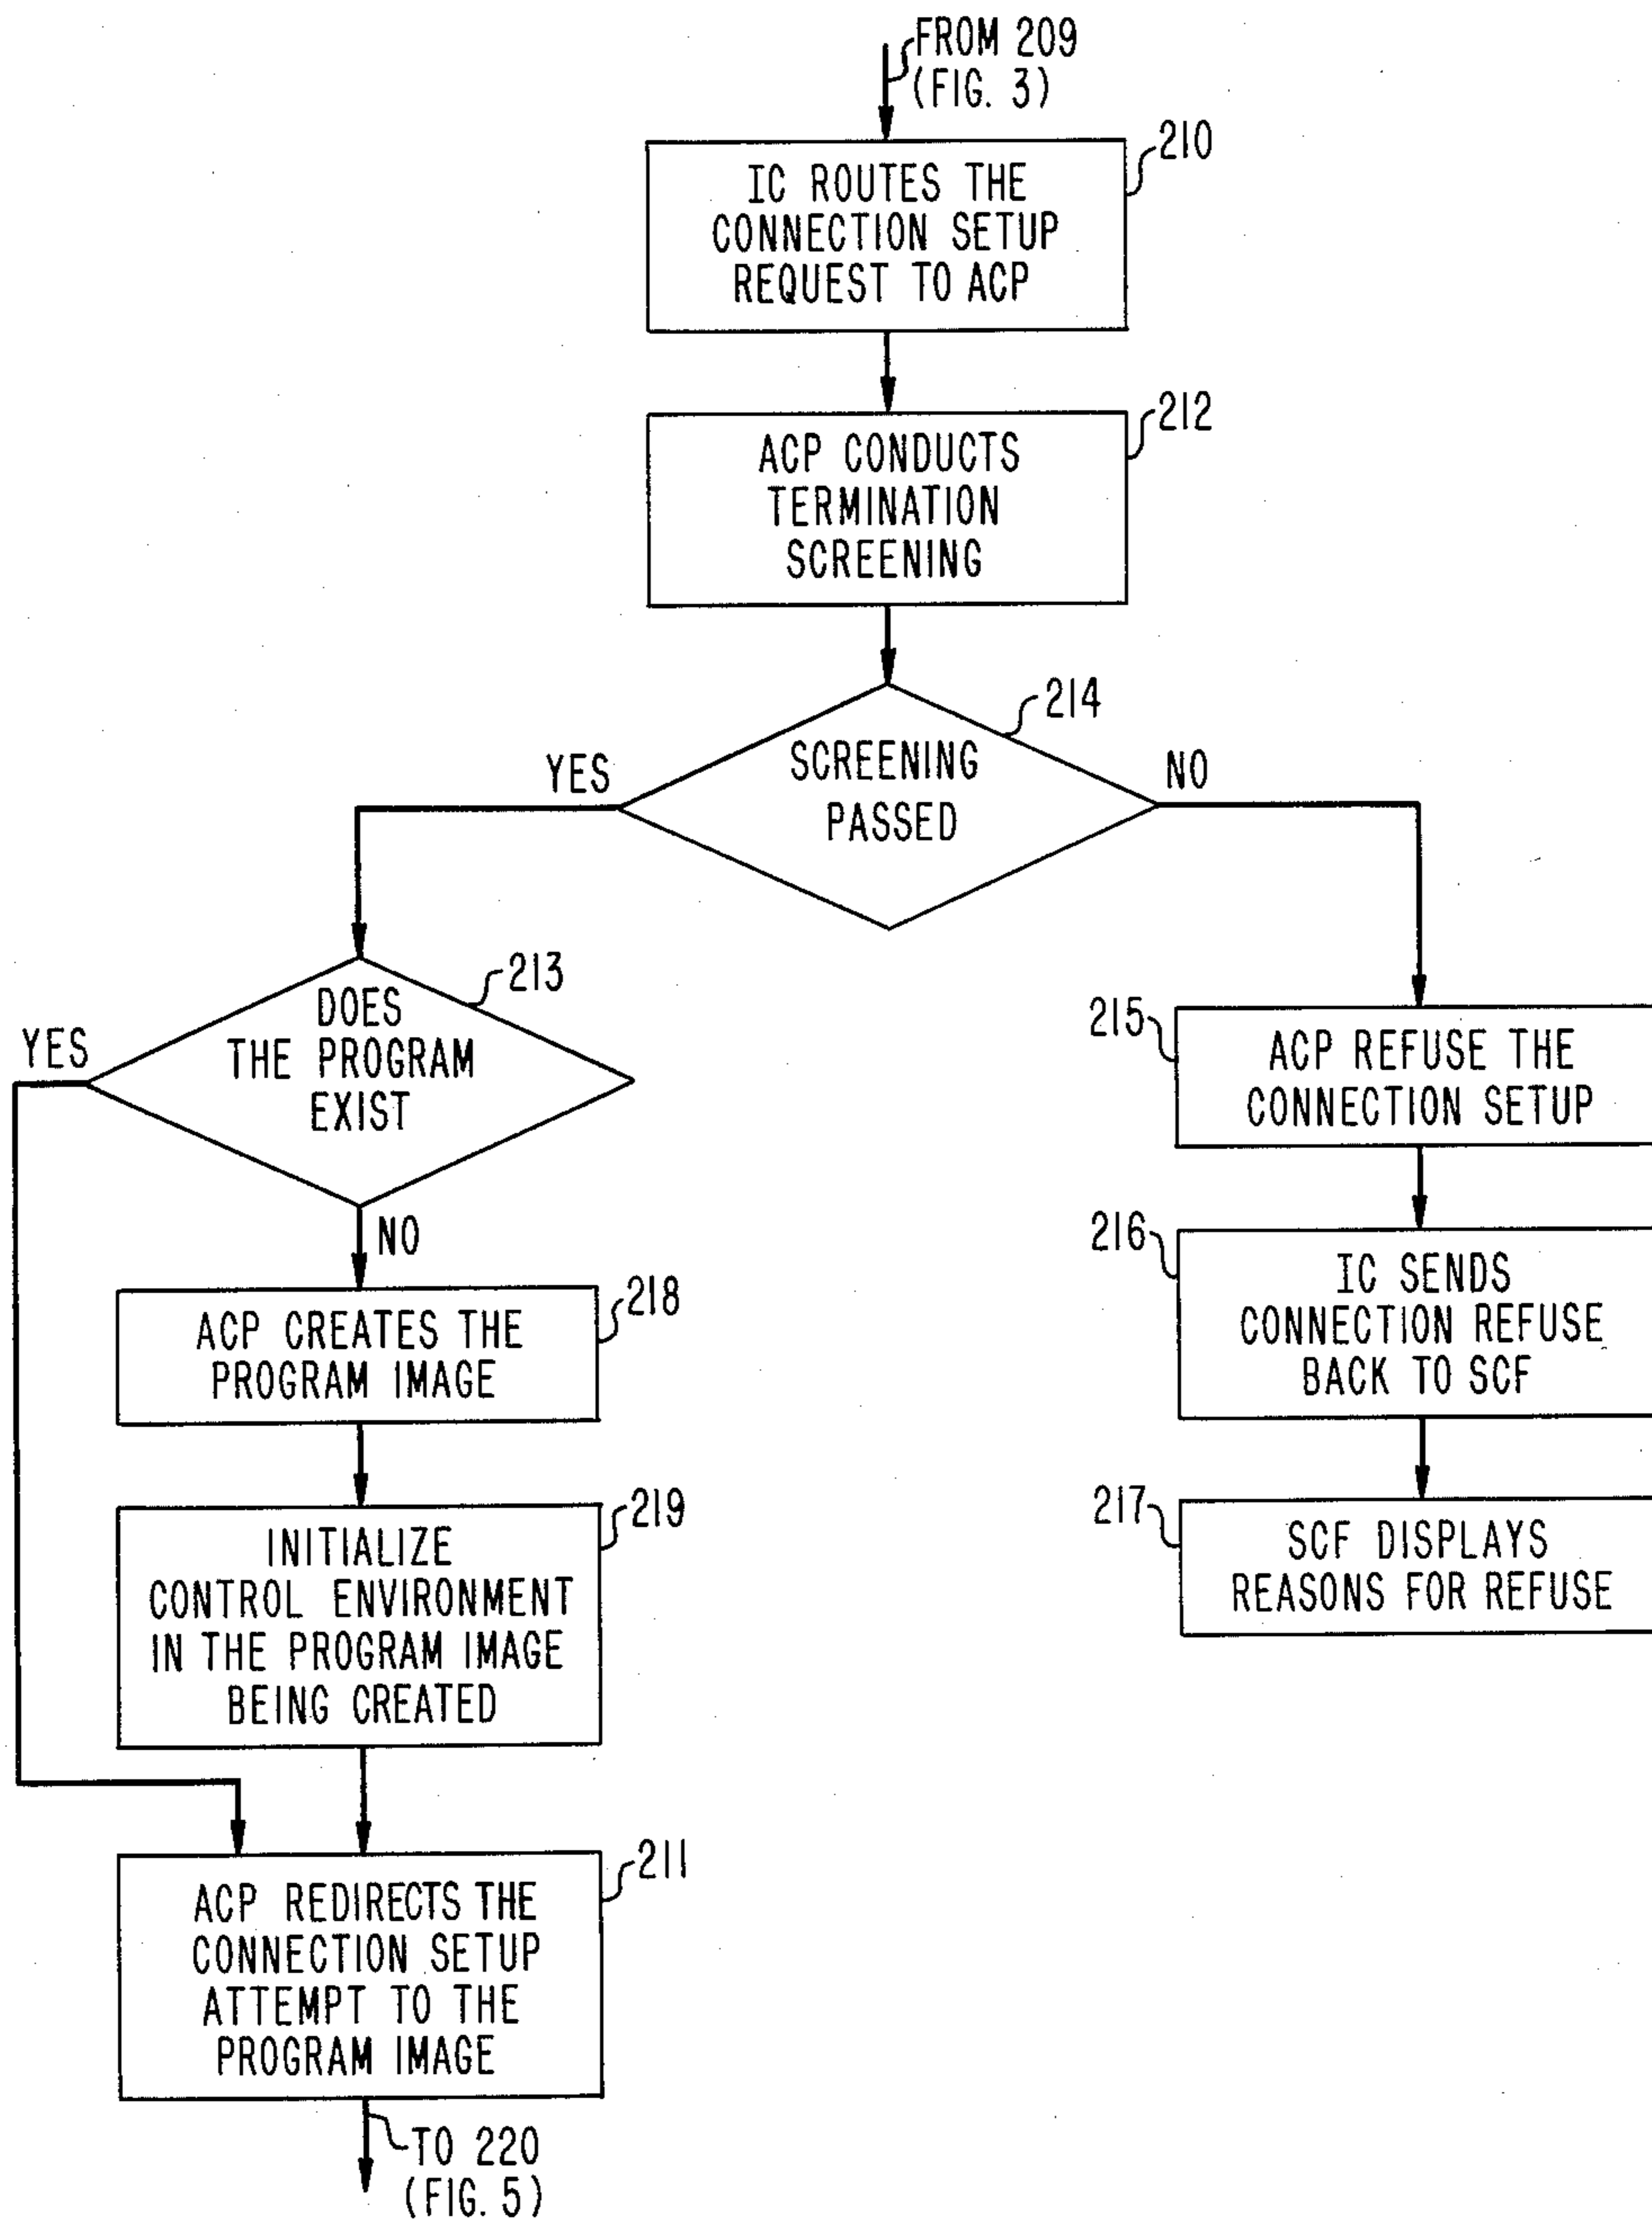 FROM 209
(FIG. 3)
210
IC ROUTES THE
CONNECTION SETUP
REQUEST TO ACP
212
ACP CONDUCTS
TERMINATION
SCREENING
214
SCREENING
PASSED
YES
NO
213
DOES
THE PROGRAM
EXIST
YES
NO
215
ACP REFUSE THE
CONNECTION SETUP
216
IC SENDS
CONNECTION REFUSE
BACK TO SCF
217
SCF DISPLAYS
REASONS FOR REFUSE
218
ACP CREATES THE
PROGRAM IMAGE
219
INITIALIZE
CONTROL ENVIRONMENT
IN THE PROGRAM IMAGE
BEING CREATED
211
ACP REDIRECTS THE
CONNECTION SETUP
ATTEMPT TO THE
PROGRAM IMAGE
TO 220
(FIG. 5)